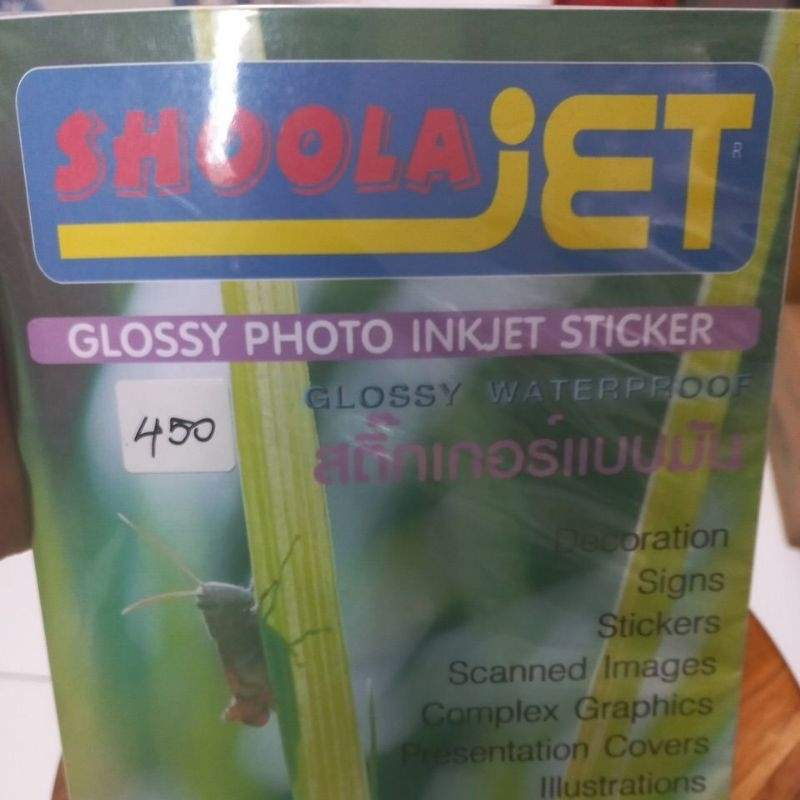 SHOOLA jET
R
GLOSSY PHOTO INKJET STICKER
GLOSSY WATERPROOF
450
สติ๊กเกอร์แบบมัน
Decoration
Signs
Stickers
Scanned Images
Complex Graphics
Presentation Covers
Illustrations